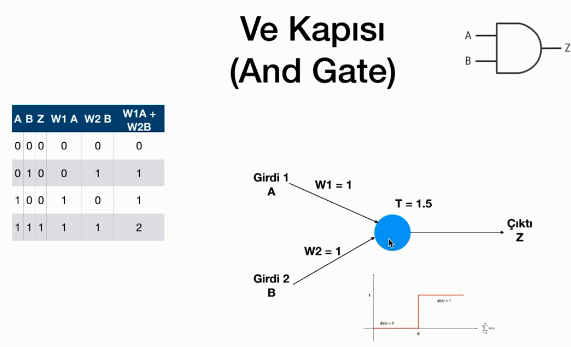 Ve Kapısı
(And Gate)
A
B
Z
A B Z W1 A W2 B W1A +
W2B
0 0 0 0 0 0
0 1 0 0 1 1
1 0 0 1 0 1
1 1 1 1 1 2
Girdi 1
A
W1 = 1
T = 1.5
Çıktı
Z
W2 = 1
Girdi 2
B
1
0